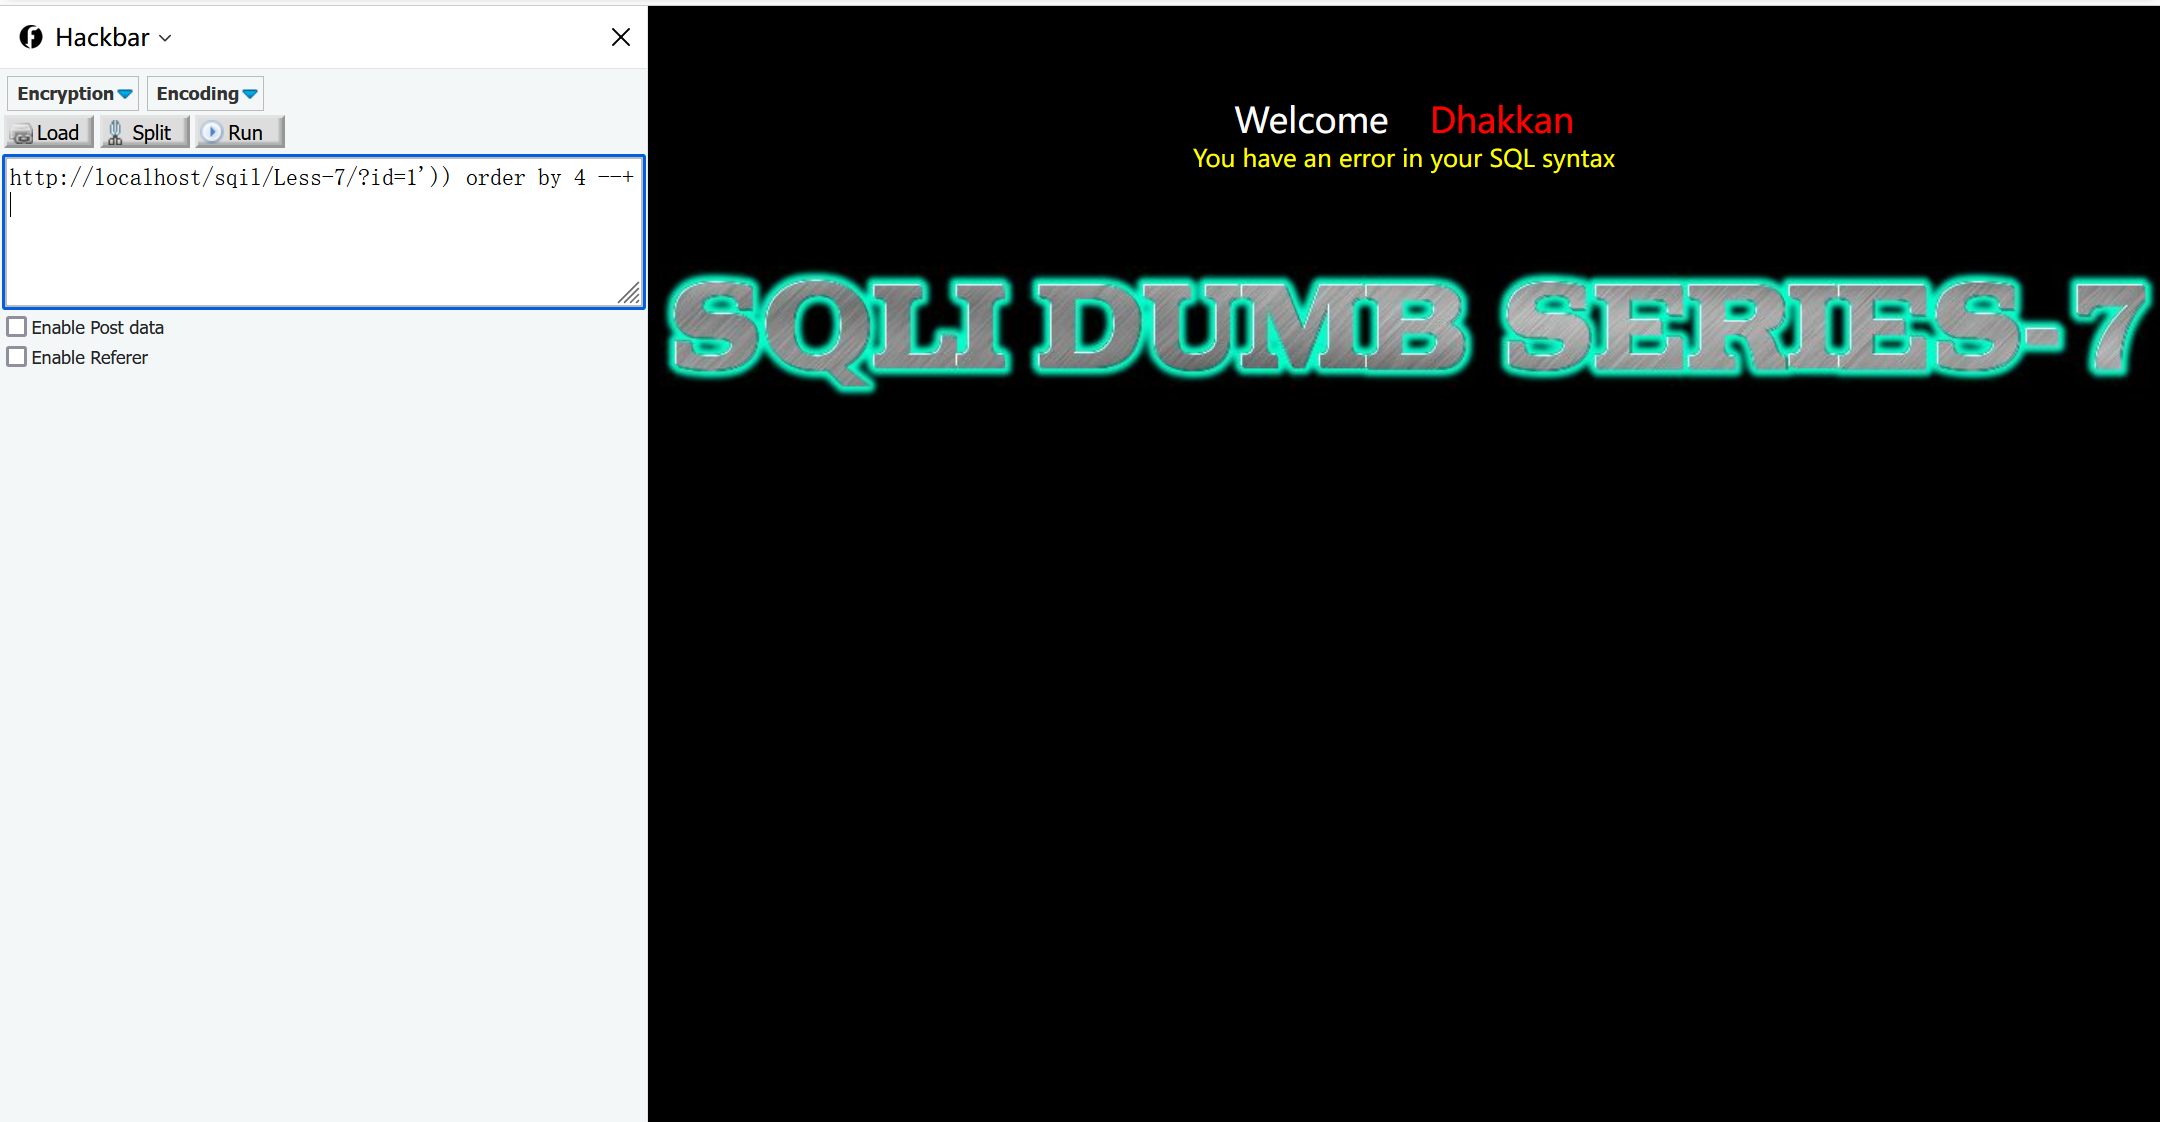 Hackbar
Encryption Encoding
Load Split Run
http://localhost/sqil/Less-7/?id=1')) order by 4 --+
Enable Post data
Enable Referer
Welcome Dhakkan
You have an error in your SQL syntax
SQLI DUMB SERIES-7